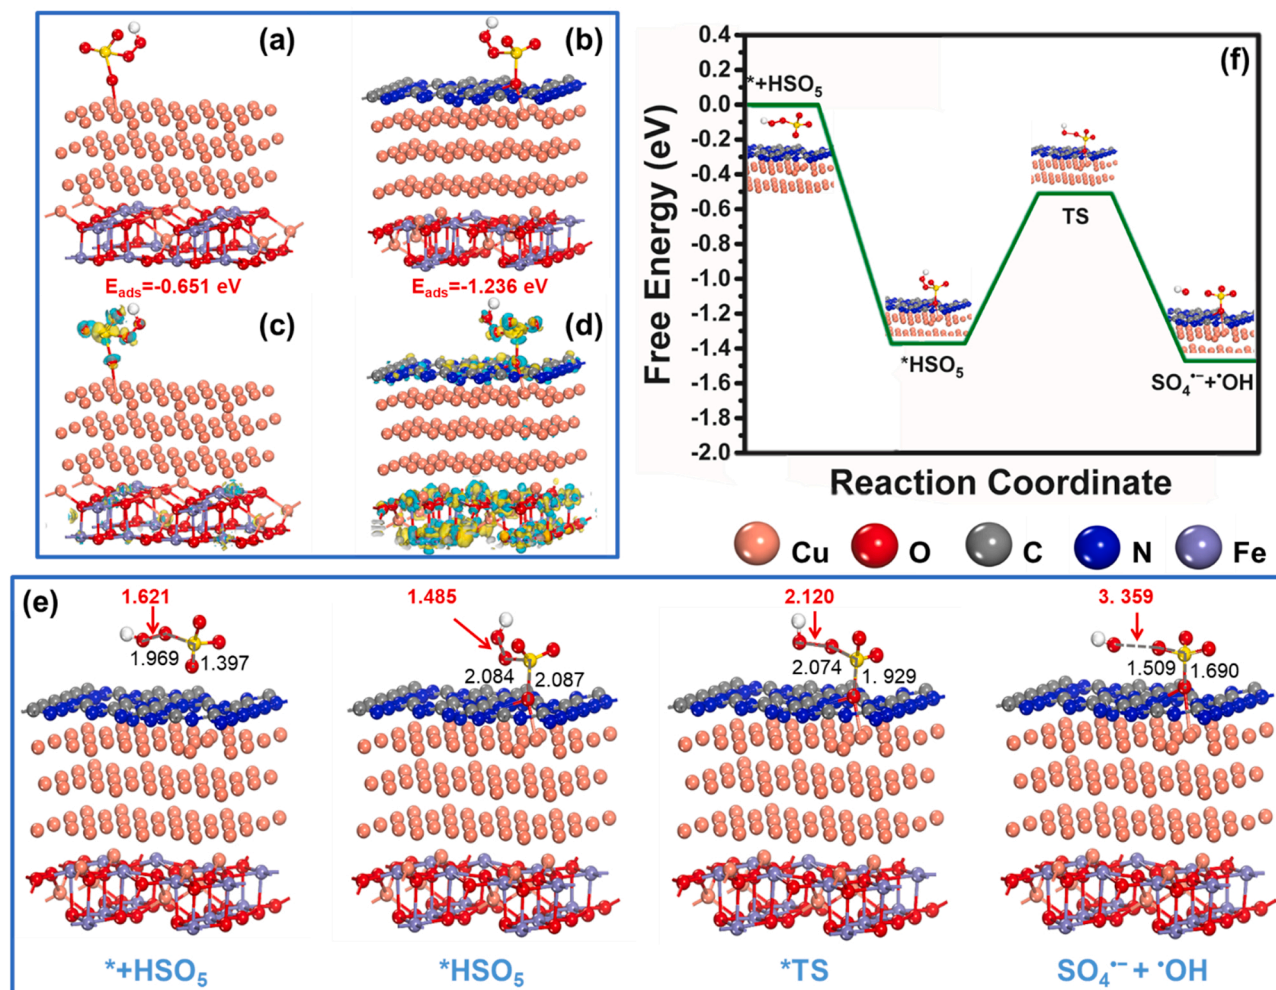 (a)
(b)
E_ads=-0.651 eV
E_ads=-1.236 eV
(c)
(d)
(f)
Free Energy (eV)
0.4
0.2
0.0
-0.2
-0.4
-0.6
-0.8
-1.0
-1.2
-1.4
-1.6
-1.8
-2.0
*+HSO₅
*HSO₅
TS
SO₄•−+•OH
Reaction Coordinate
Cu O C N Fe
(e)
1.621
1.969
1.397
*+HSO₅
1.485
2.084
2.087
*HSO₅
2.120
2.074
1. 929
*TS
3. 359
1.509
1.690
SO₄•− + •OH